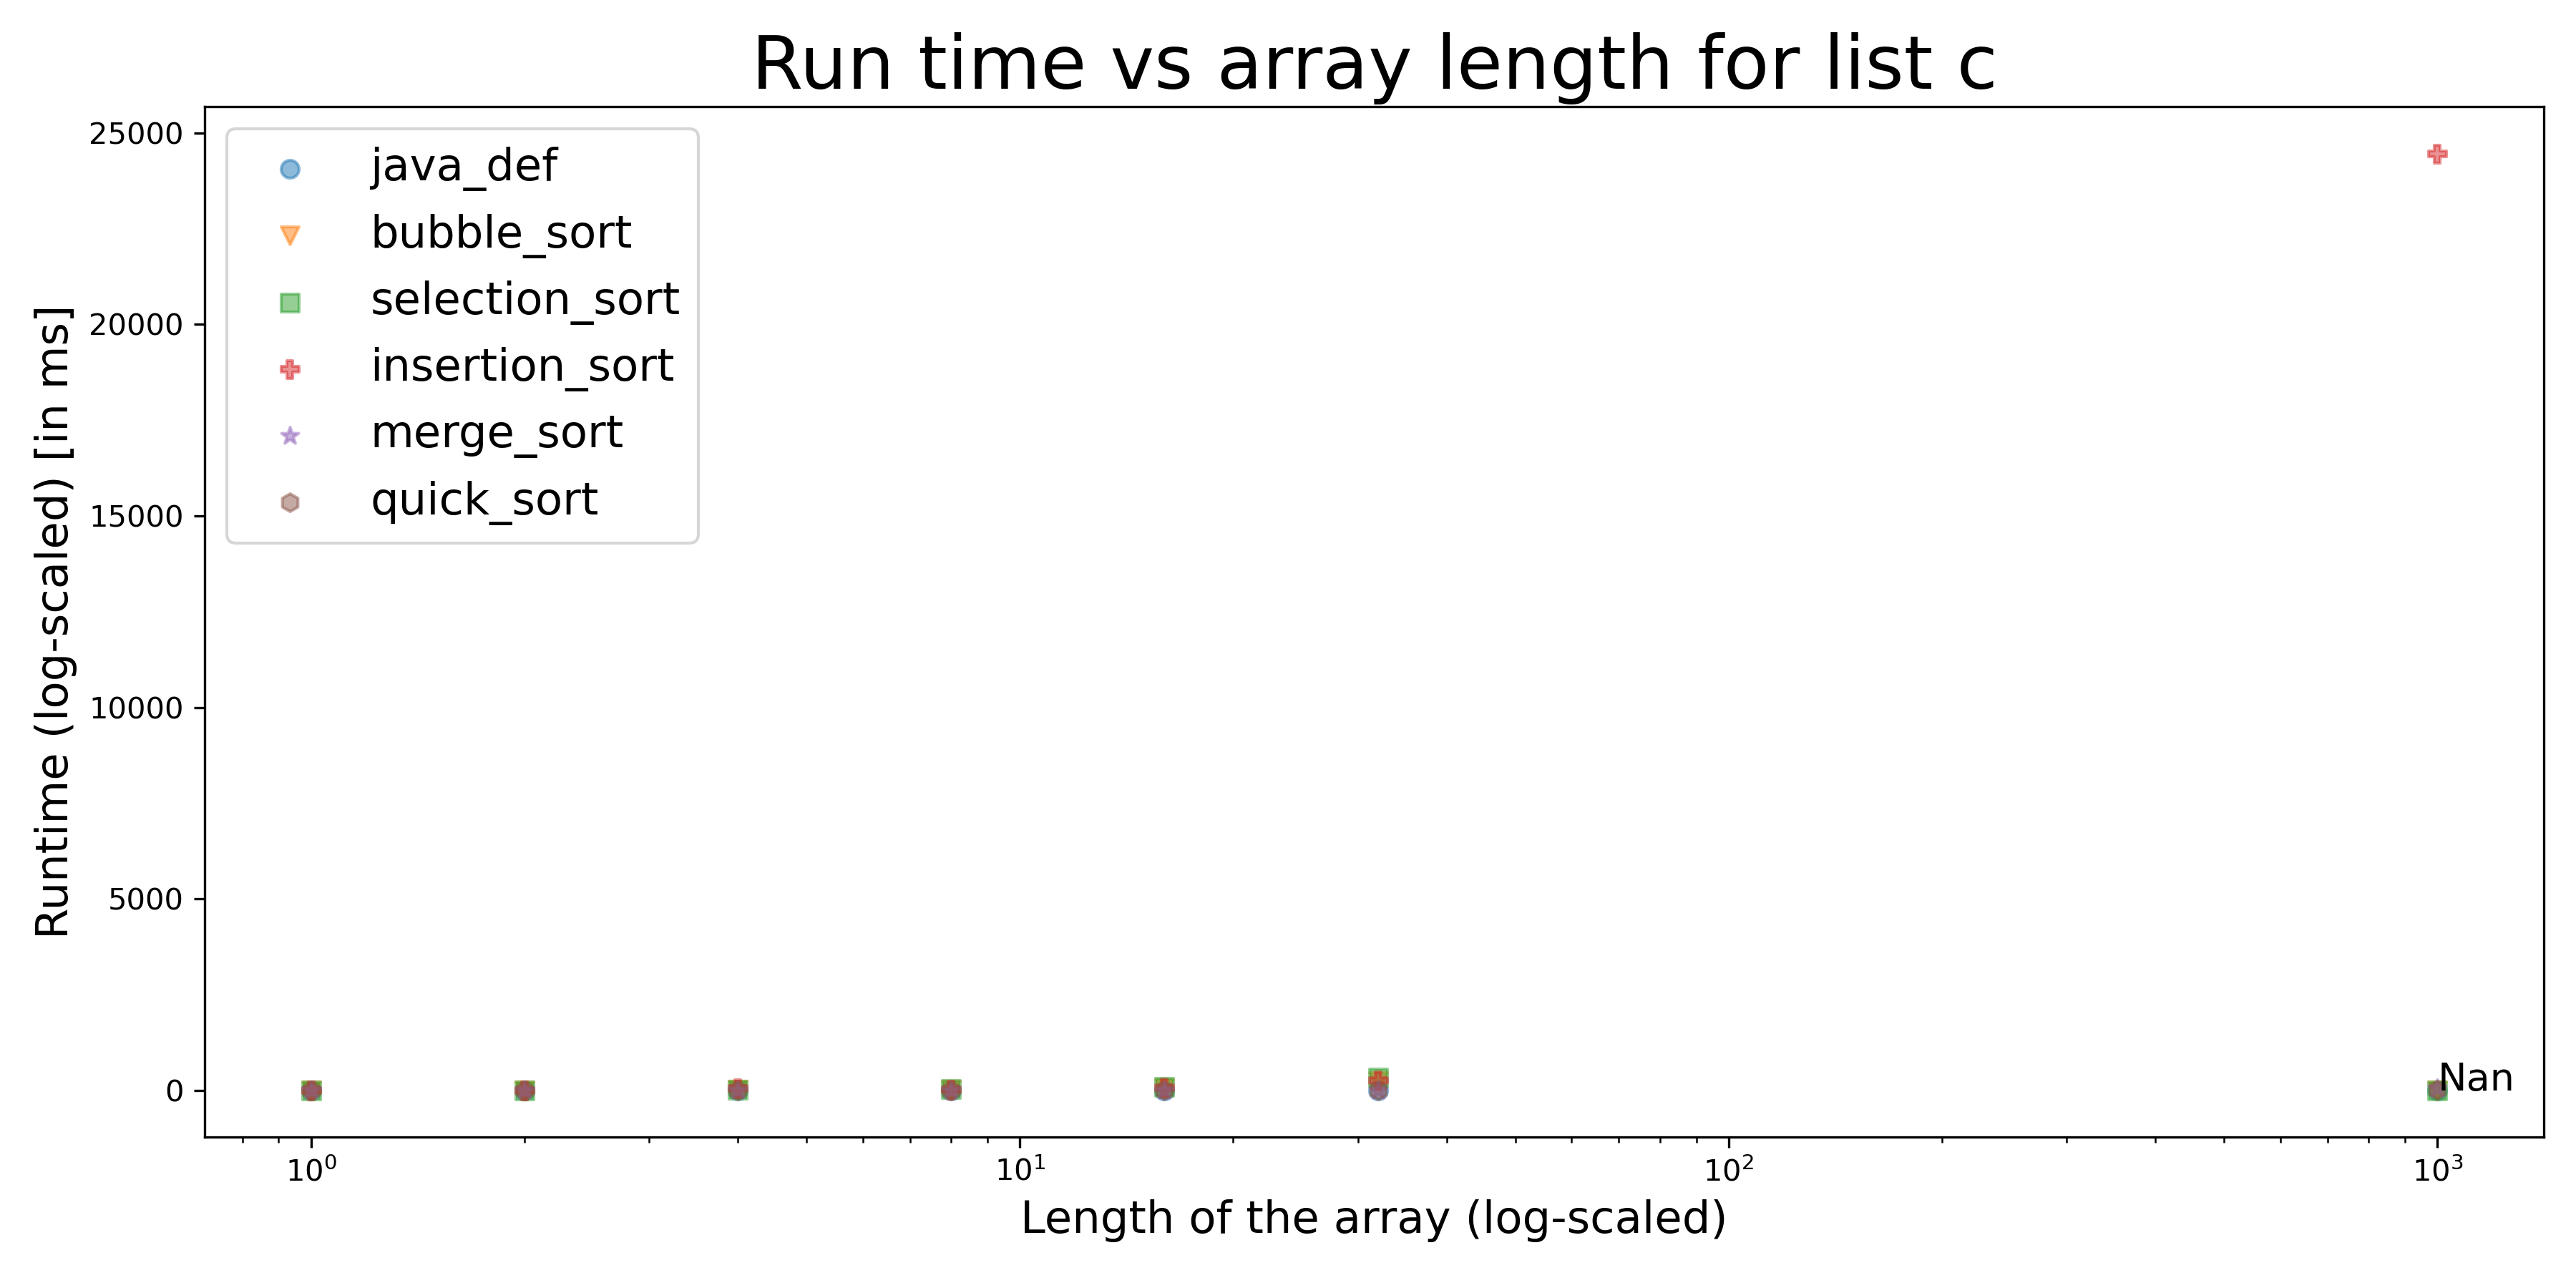 Run time vs array length for list c
Runtime (log-scaled) [in ms]
25000
20000
15000
10000
5000
0
java_def
bubble_sort
selection_sort
insertion_sort
merge_sort
quick_sort
Nan
10⁰ 10¹ 10² 10³
Length of the array (log-scaled)